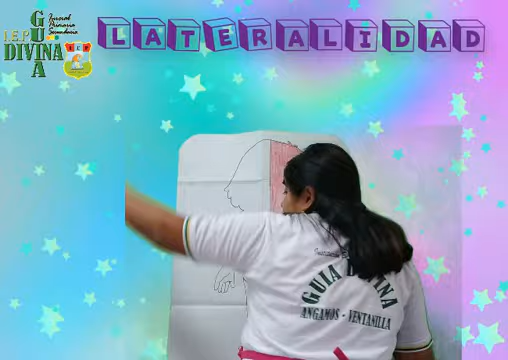 GUIA
I.E.P
DIVINA
Inicial
Primaria
Secundaria
I E P
LATERALIDAD
GUIA DIVINA
ANGAMOS - VENTANILLA